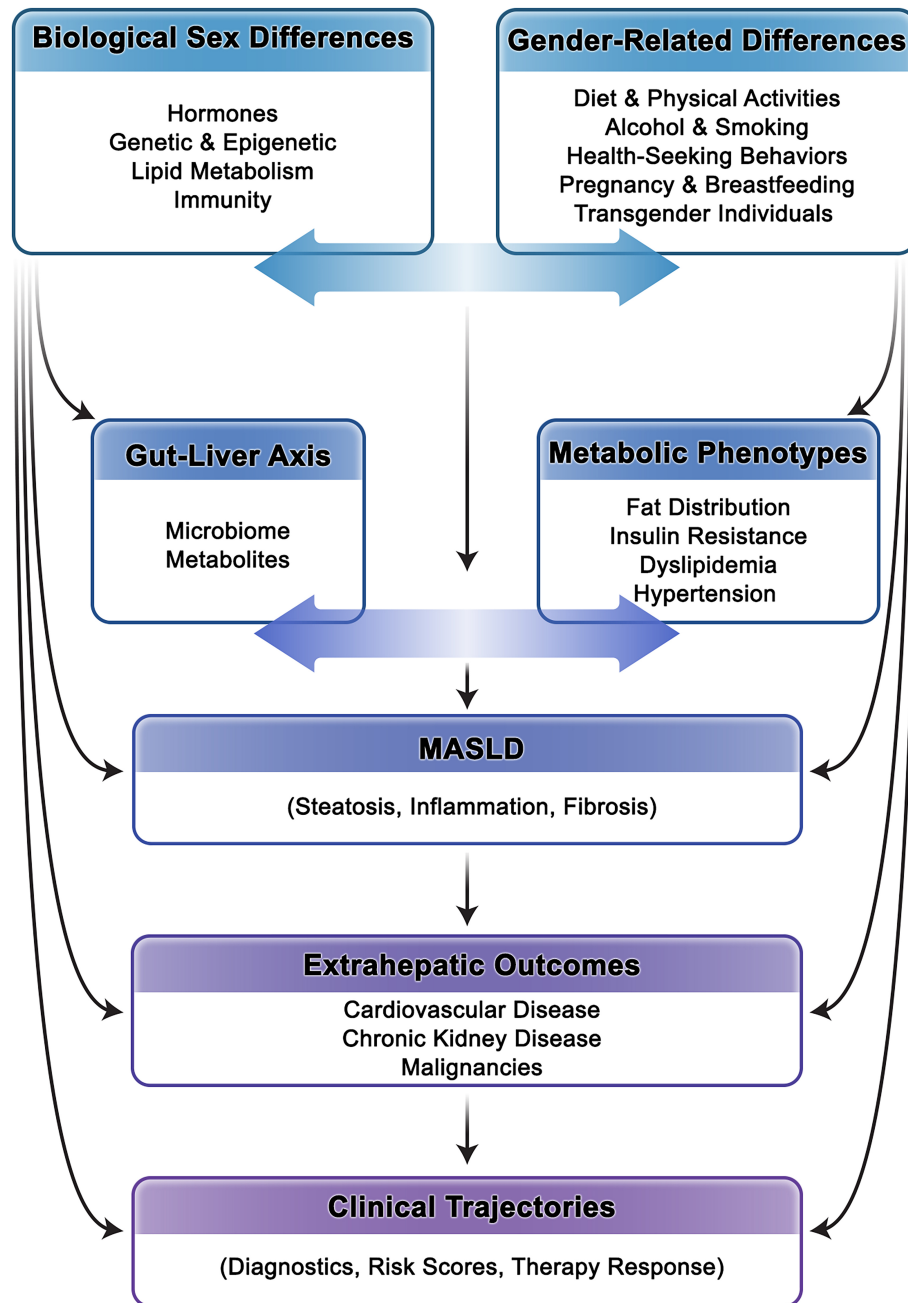 Biological Sex Differences
Hormones
Genetic & Epigenetic
Lipid Metabolism
Immunity
Gender-Related Differences
Diet & Physical Activities
Alcohol & Smoking
Health-Seeking Behaviors
Pregnancy & Breastfeeding
Transgender Individuals
Gut-Liver Axis
Microbiome
Metabolites
Metabolic Phenotypes
Fat Distribution
Insulin Resistance
Dyslipidemia
Hypertension
MASLD
(Steatosis, Inflammation, Fibrosis)
Extrahepatic Outcomes
Cardiovascular Disease
Chronic Kidney Disease
Malignancies
Clinical Trajectories
(Diagnostics, Risk Scores, Therapy Response)